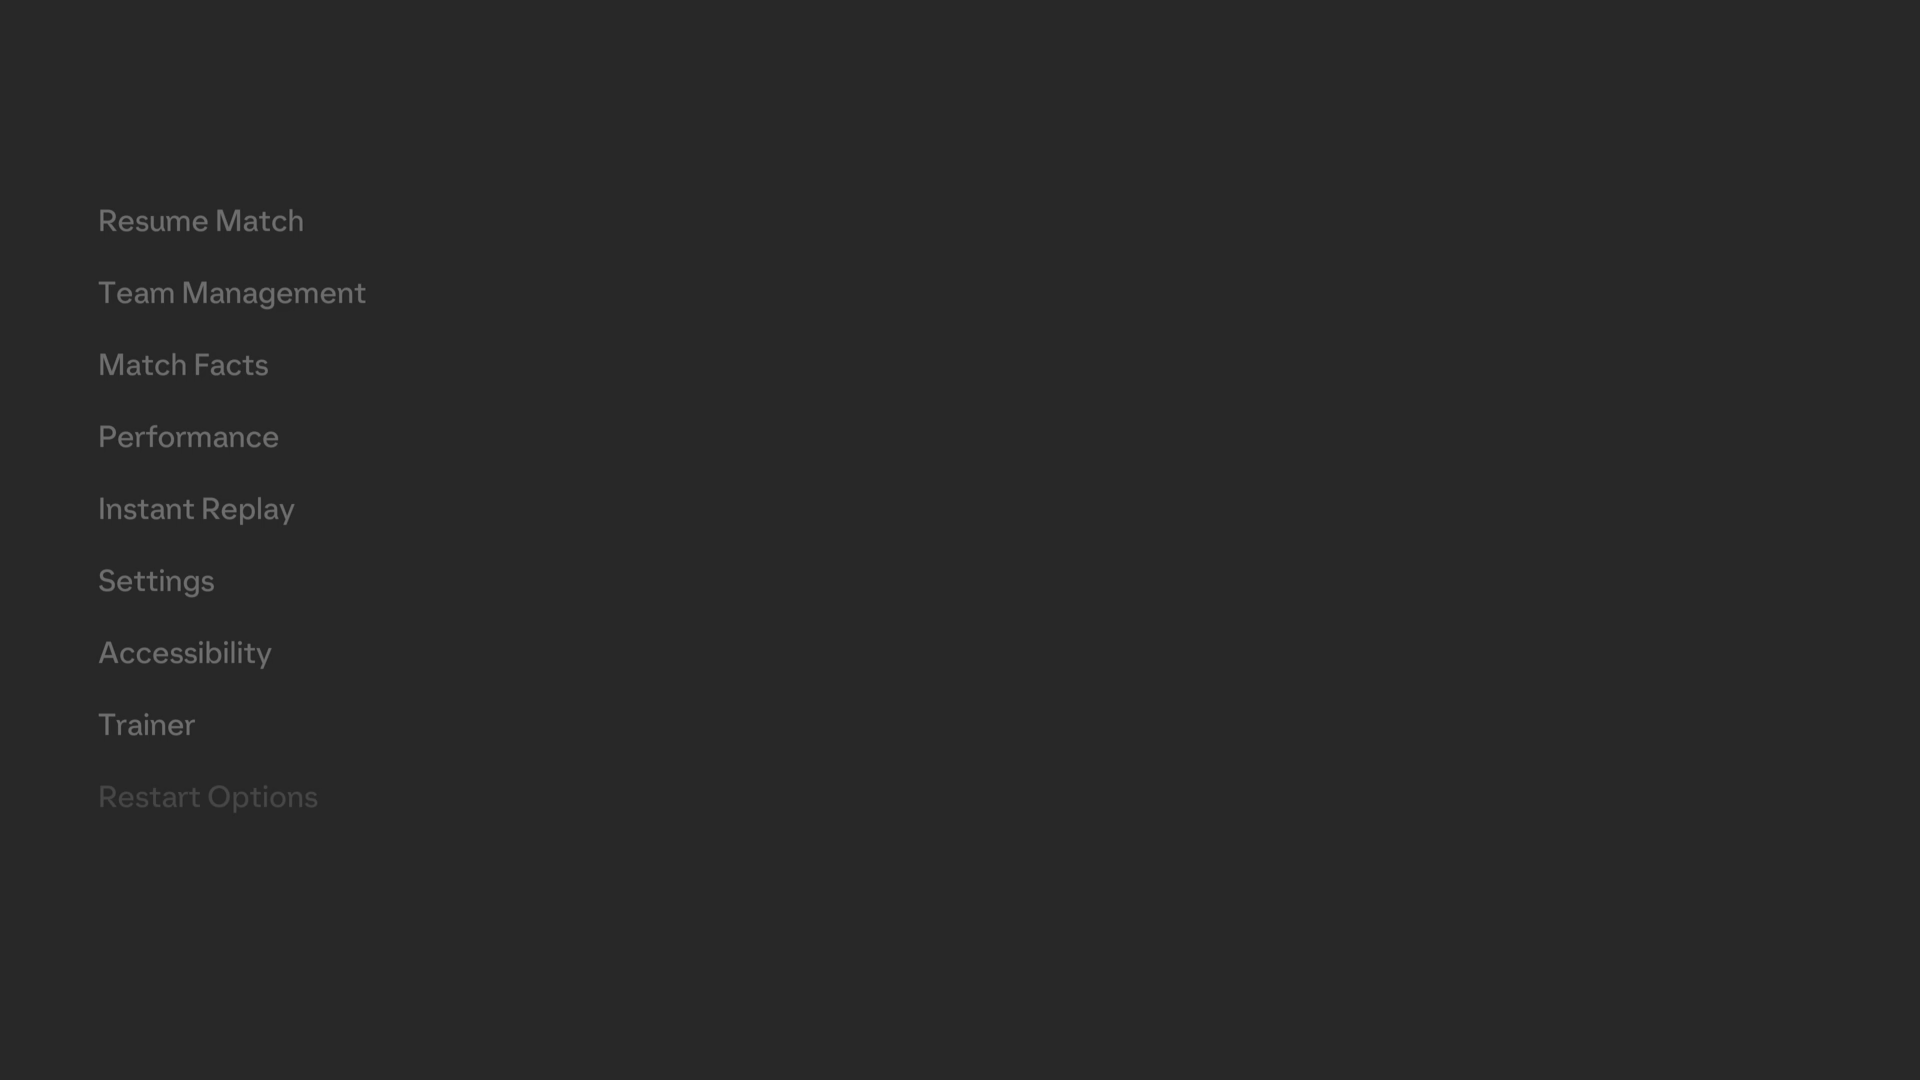 Resume Match
Team Management
Match Facts
Performance
Instant Replay
Settings
Accessibility
Trainer
Restart Options